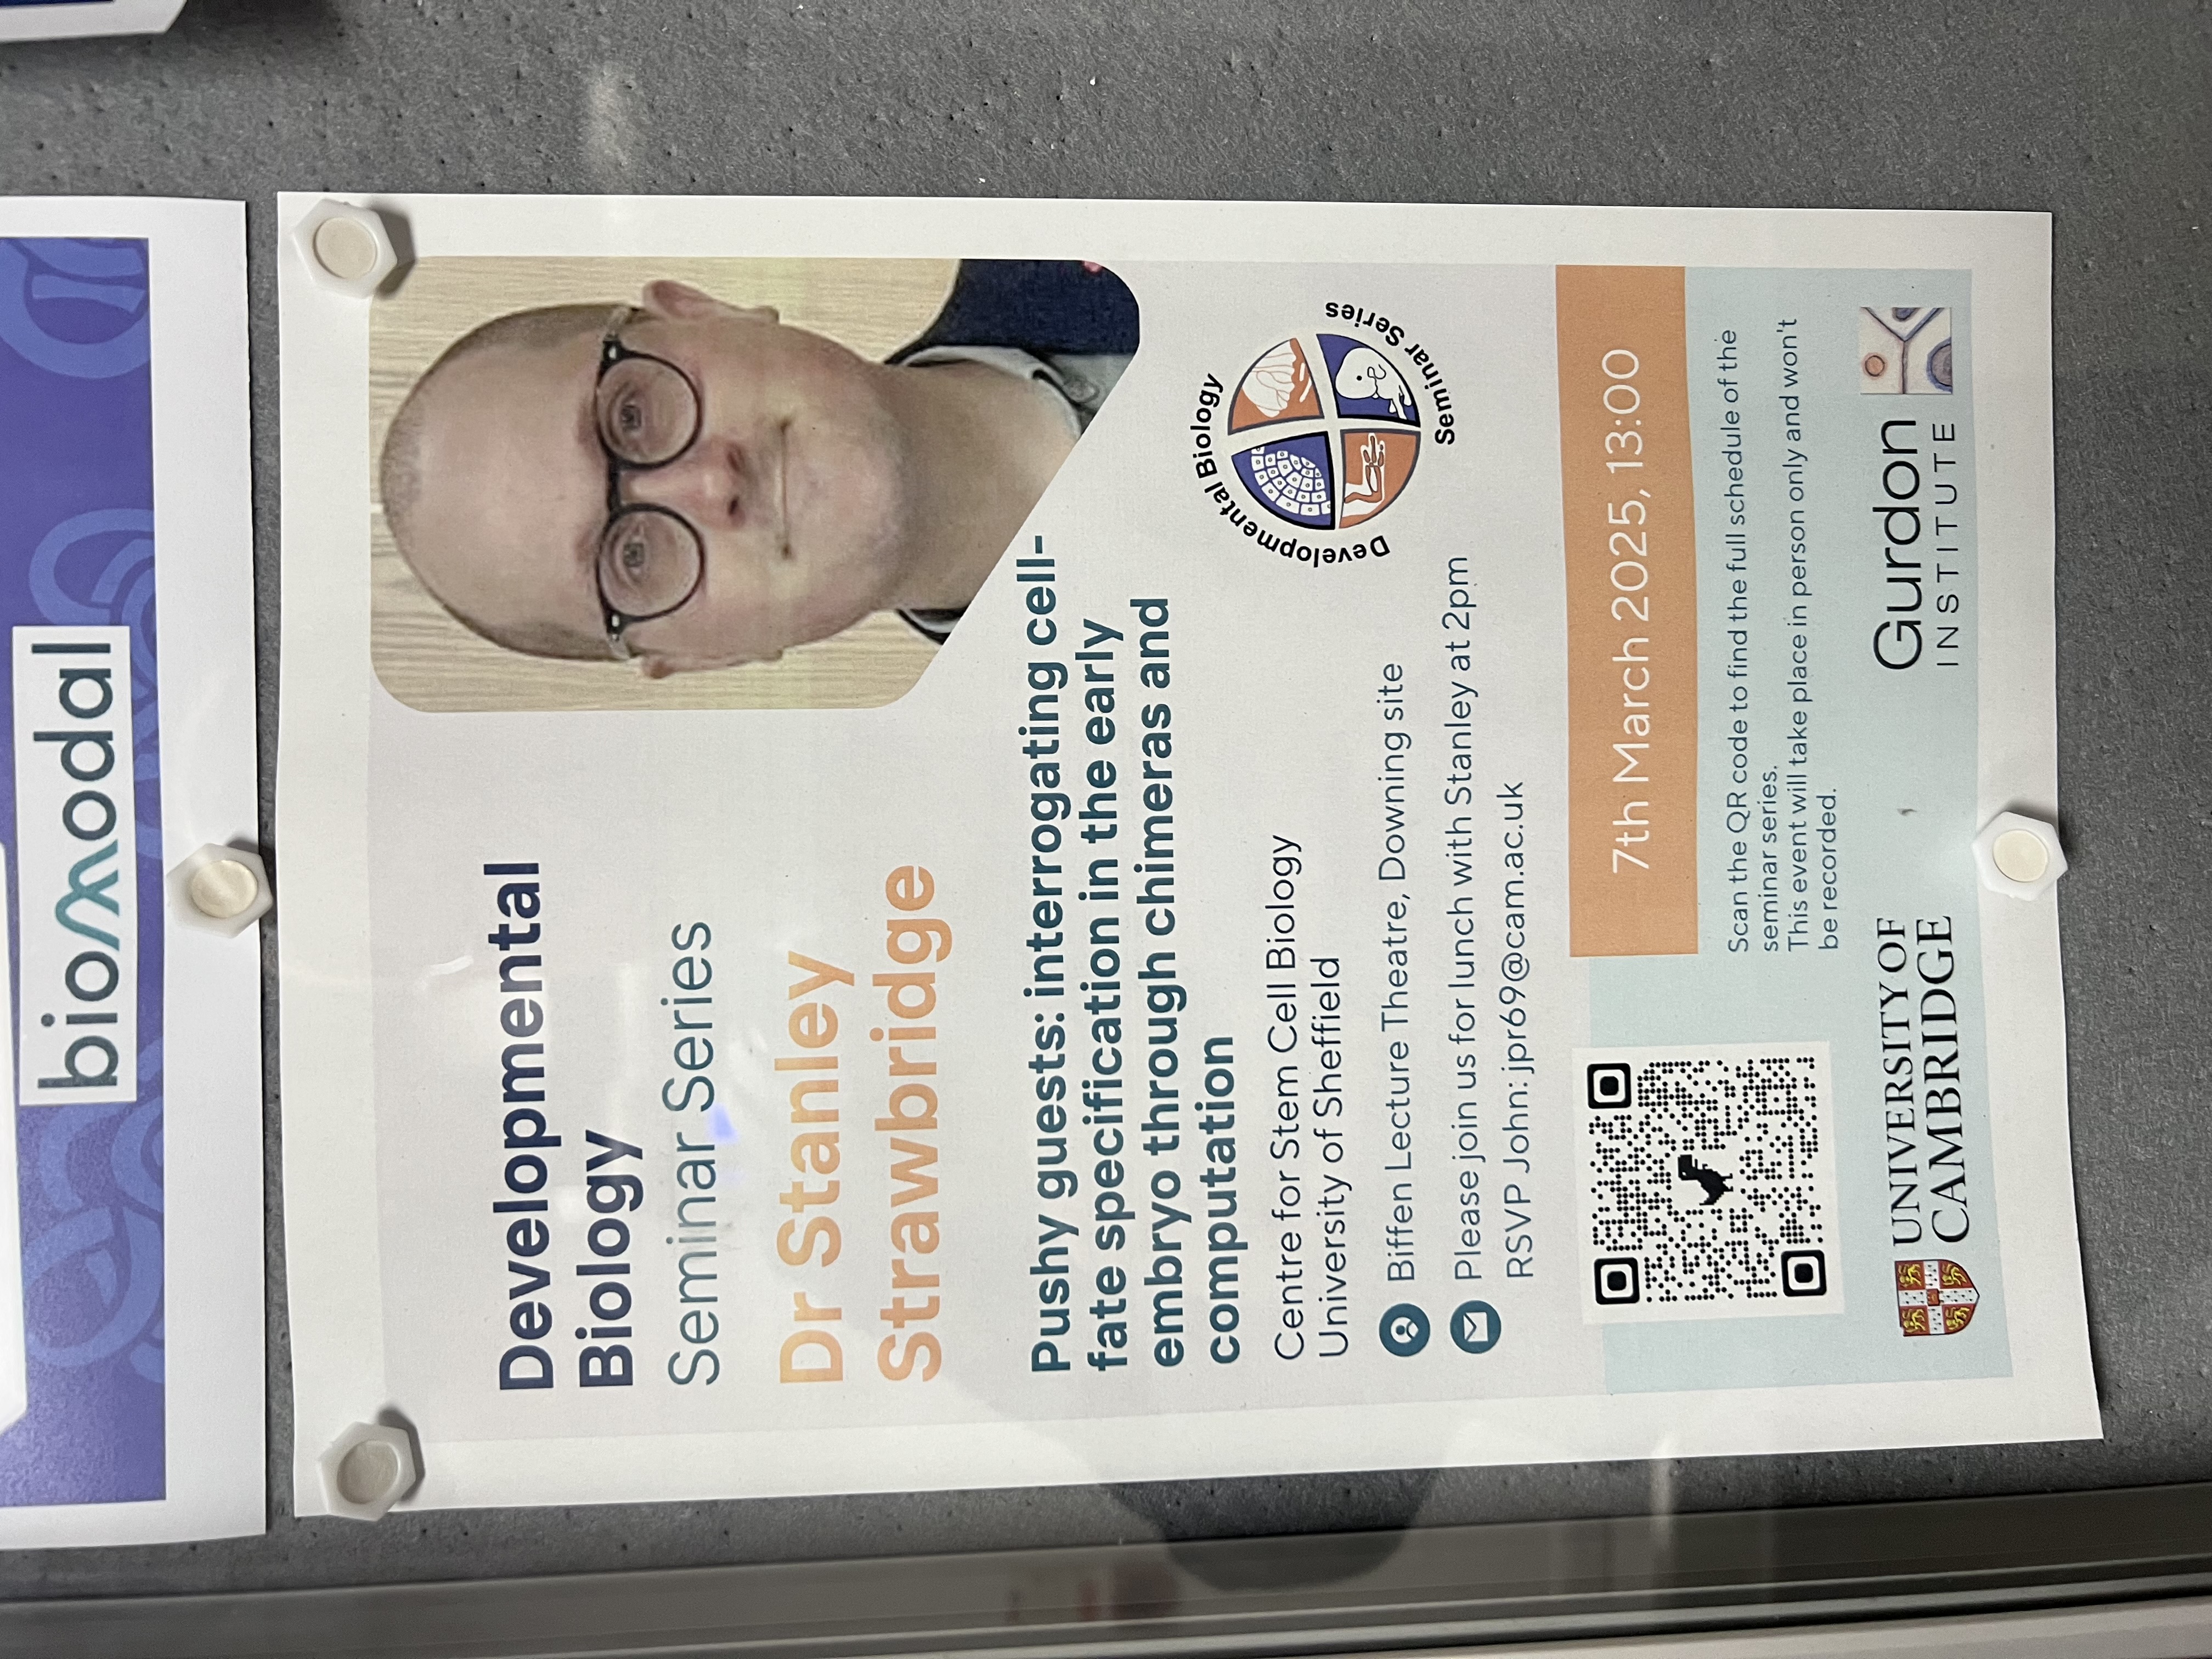 biomodal
Developmental
Biology
Seminar Series
Dr Stanley
Strawbridge
Pushy guests: interrogating cell-
fate specification in the early
embryo through chimeras and
computation
Centre for Stem Cell Biology
University of Sheffield
Developmental Biology
Seminar Series
Biffen Lecture Theatre, Downing site
Please join us for lunch with Stanley at 2pm
RSVP John: jpr69@cam.ac.uk
7th March 2025, 13:00
Scan the QR code to find the full schedule of the
seminar series.
This event will take place in person only and won't
be recorded.
UNIVERSITY OF
CAMBRIDGE
Gurdon
INSTITUTE